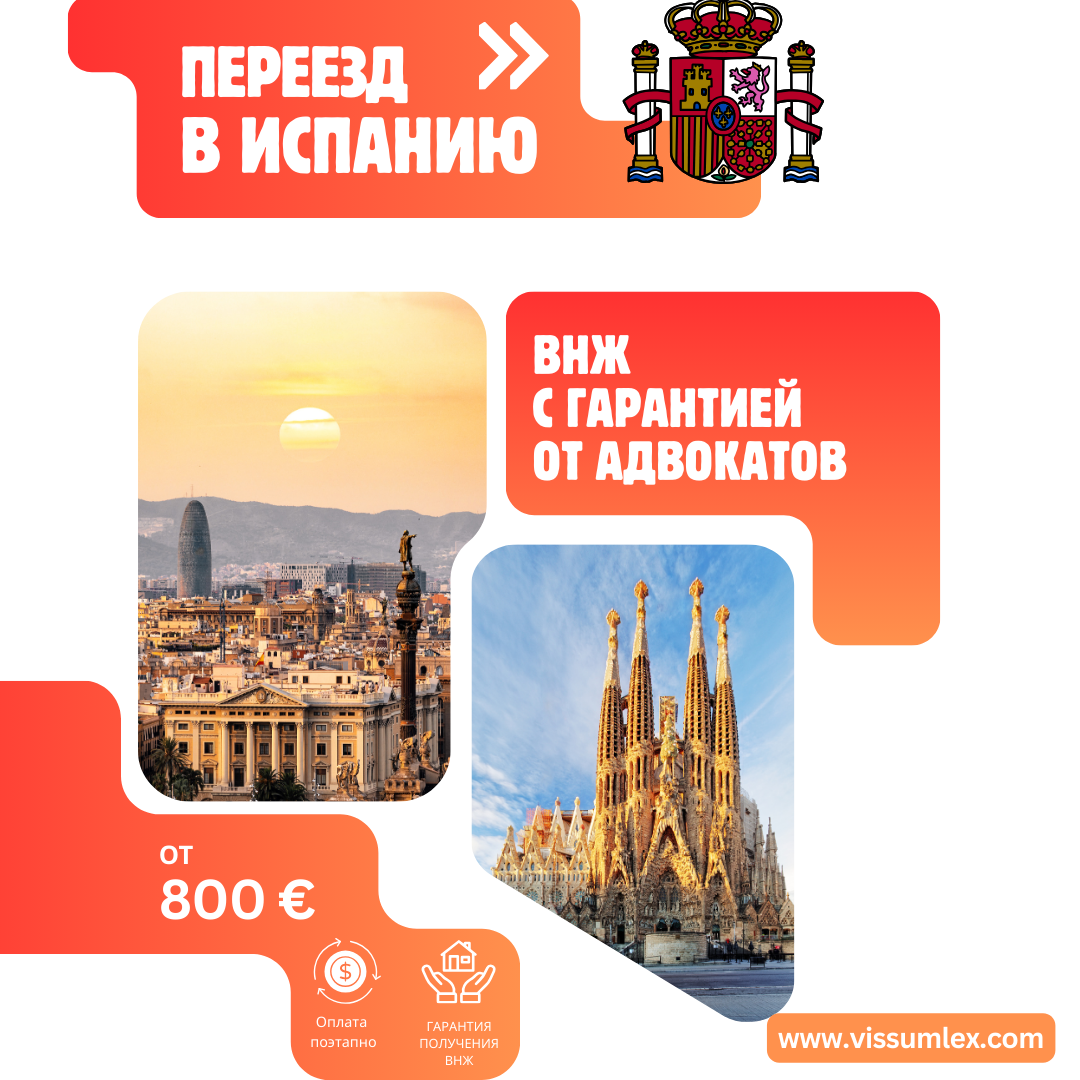 ПЕРЕЕЗД
В ИСПАНИЮ
ВНЖ
С ГАРАНТИЕЙ
ОТ АДВОКАТОВ
ОТ
800 €
$
Оплата
поэтапно
ГАРАНТИЯ
ПОЛУЧЕНИЯ
ВНЖ
www.vissumlex.com